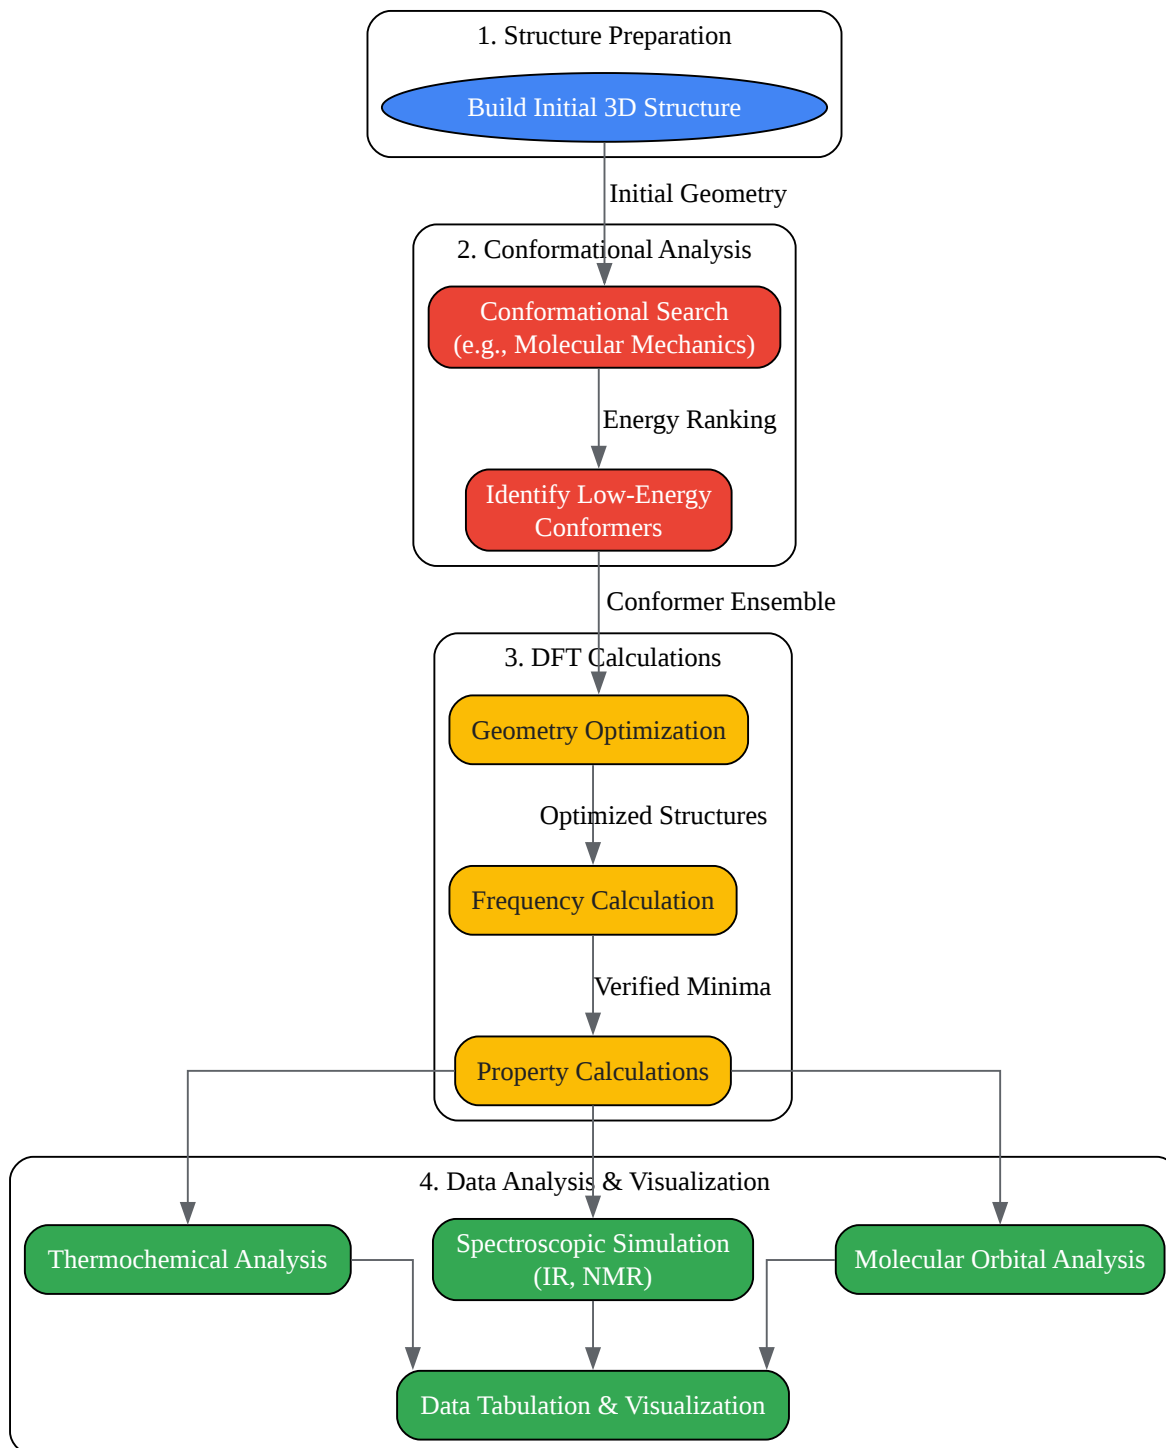 1. Structure Preparation
Build Initial 3D Structure
Initial Geometry
2. Conformational Analysis
Conformational Search
(e.g., Molecular Mechanics)
Energy Ranking
Identify Low-Energy
Conformers
Conformer Ensemble
3. DFT Calculations
Geometry Optimization
Optimized Structures
Frequency Calculation
Verified Minima
Property Calculations
4. Data Analysis & Visualization
Thermochemical Analysis
Spectroscopic Simulation
(IR, NMR)
Molecular Orbital Analysis
Data Tabulation & Visualization